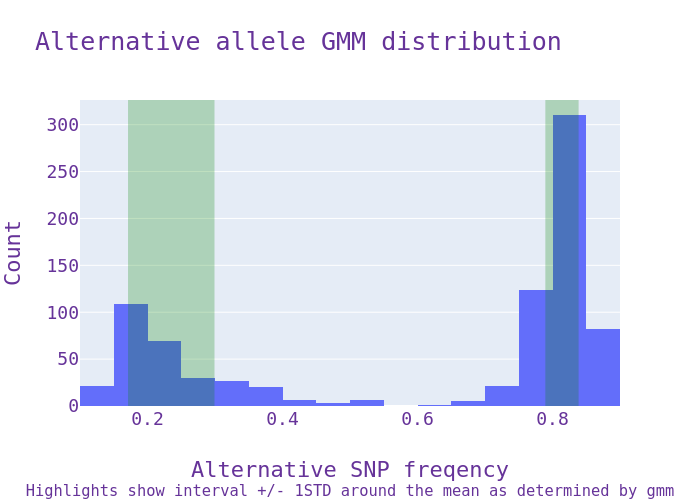 Alternative allele GMM distribution
300
250
200
150
100
50
0
Count
0.2
0.4
0.6
0.8
Alternative SNP freqency
Highlights show interval +/- 1STD around the mean as determined by gmm